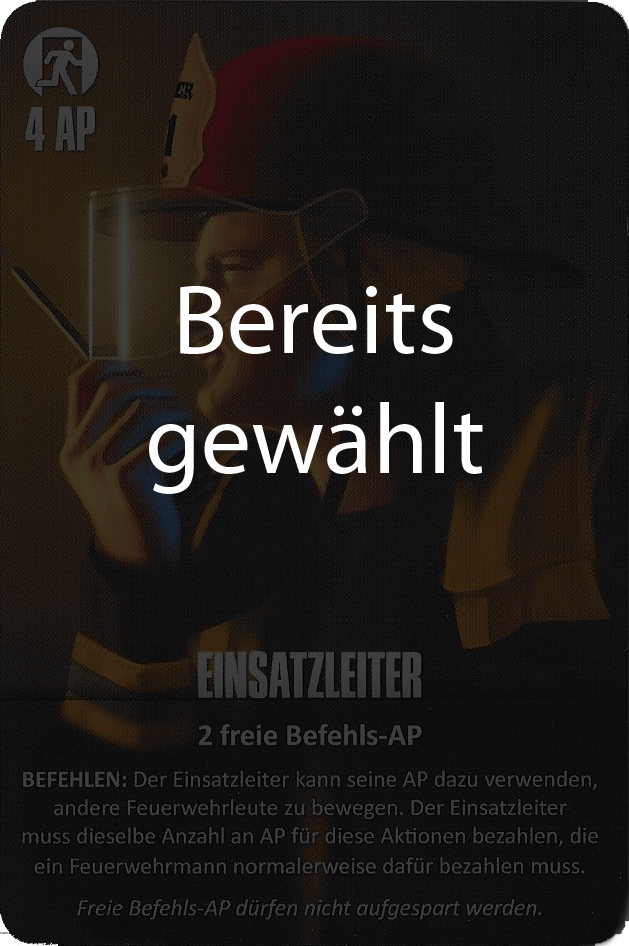 4 AP
Bereits
gewählt
EINSATZLEITER
2 freie Befehls-AP
BEFEHLEN: Der Einsatzleiter kann seine AP dazu verwenden,
andere Feuerwehrleute zu bewegen. Der Einsatzleiter
muss dieselbe Anzahl an AP für diese Aktionen bezahlen, die
ein Feuerwehrmann normalerweise dafür bezahlen muss.
Freie Befehls-AP dürfen nicht aufgespart werden.